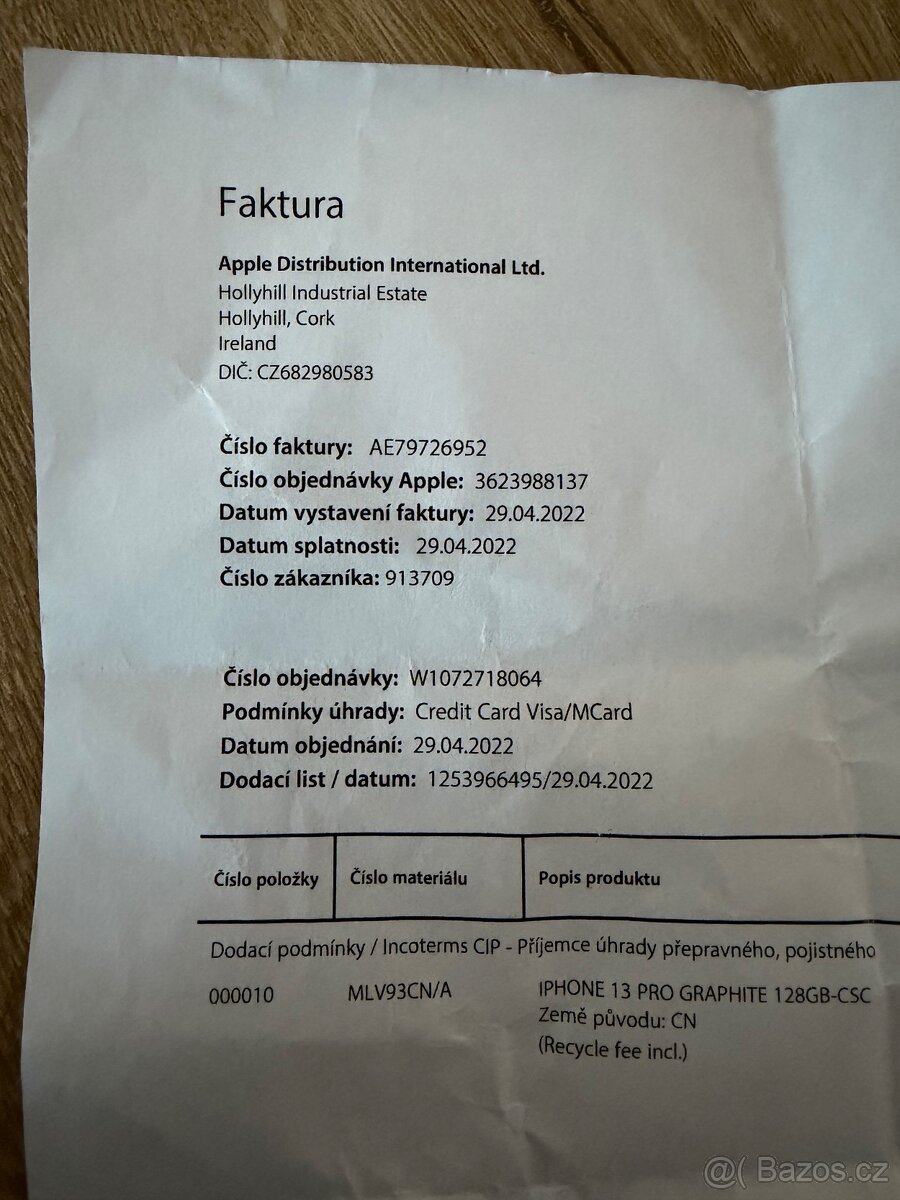 Faktura
Apple Distribution International Ltd.
Hollyhill Industrial Estate
Hollyhill, Cork
Ireland
DIČ: CZ682980583
Číslo faktury: AE79726952
Číslo objednávky Apple: 3623988137
Datum vystavení faktury: 29.04.2022
Datum splatnosti: 29.04.2022
Číslo zákazníka: 913709
Číslo objednávky: W1072718064
Podmínky úhrady: Credit Card Visa/MCard
Datum objednání: 29.04.2022
Dodací list / datum: 1253966495/29.04.2022
Číslo položky Číslo materiálu Popis produktu
Dodací podmínky / Incoterms CIP - Příjemce úhrady přepravného, pojistného
000010 MLV93CN/A IPHONE 13 PRO GRAPHITE 128GB-CSC
Země původu: CN
(Recycle fee incl.)
@( Bazos.cz